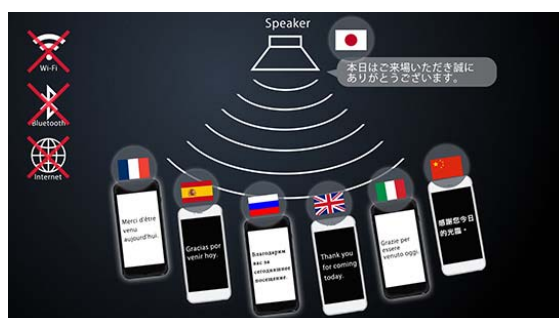 Speaker
本日はご来場いただき誠に
ありがとうございます。
Wi-Fi
Bluetooth
Internet
Merci d'être
venu
aujourd'hui.
Gracias por
venir hoy.
Благодарим
вас за
сегодняшнее
посещение.
Thank you
for coming
today.
Grazie per
essere
venuto oggi.
感謝您今日
的光臨。